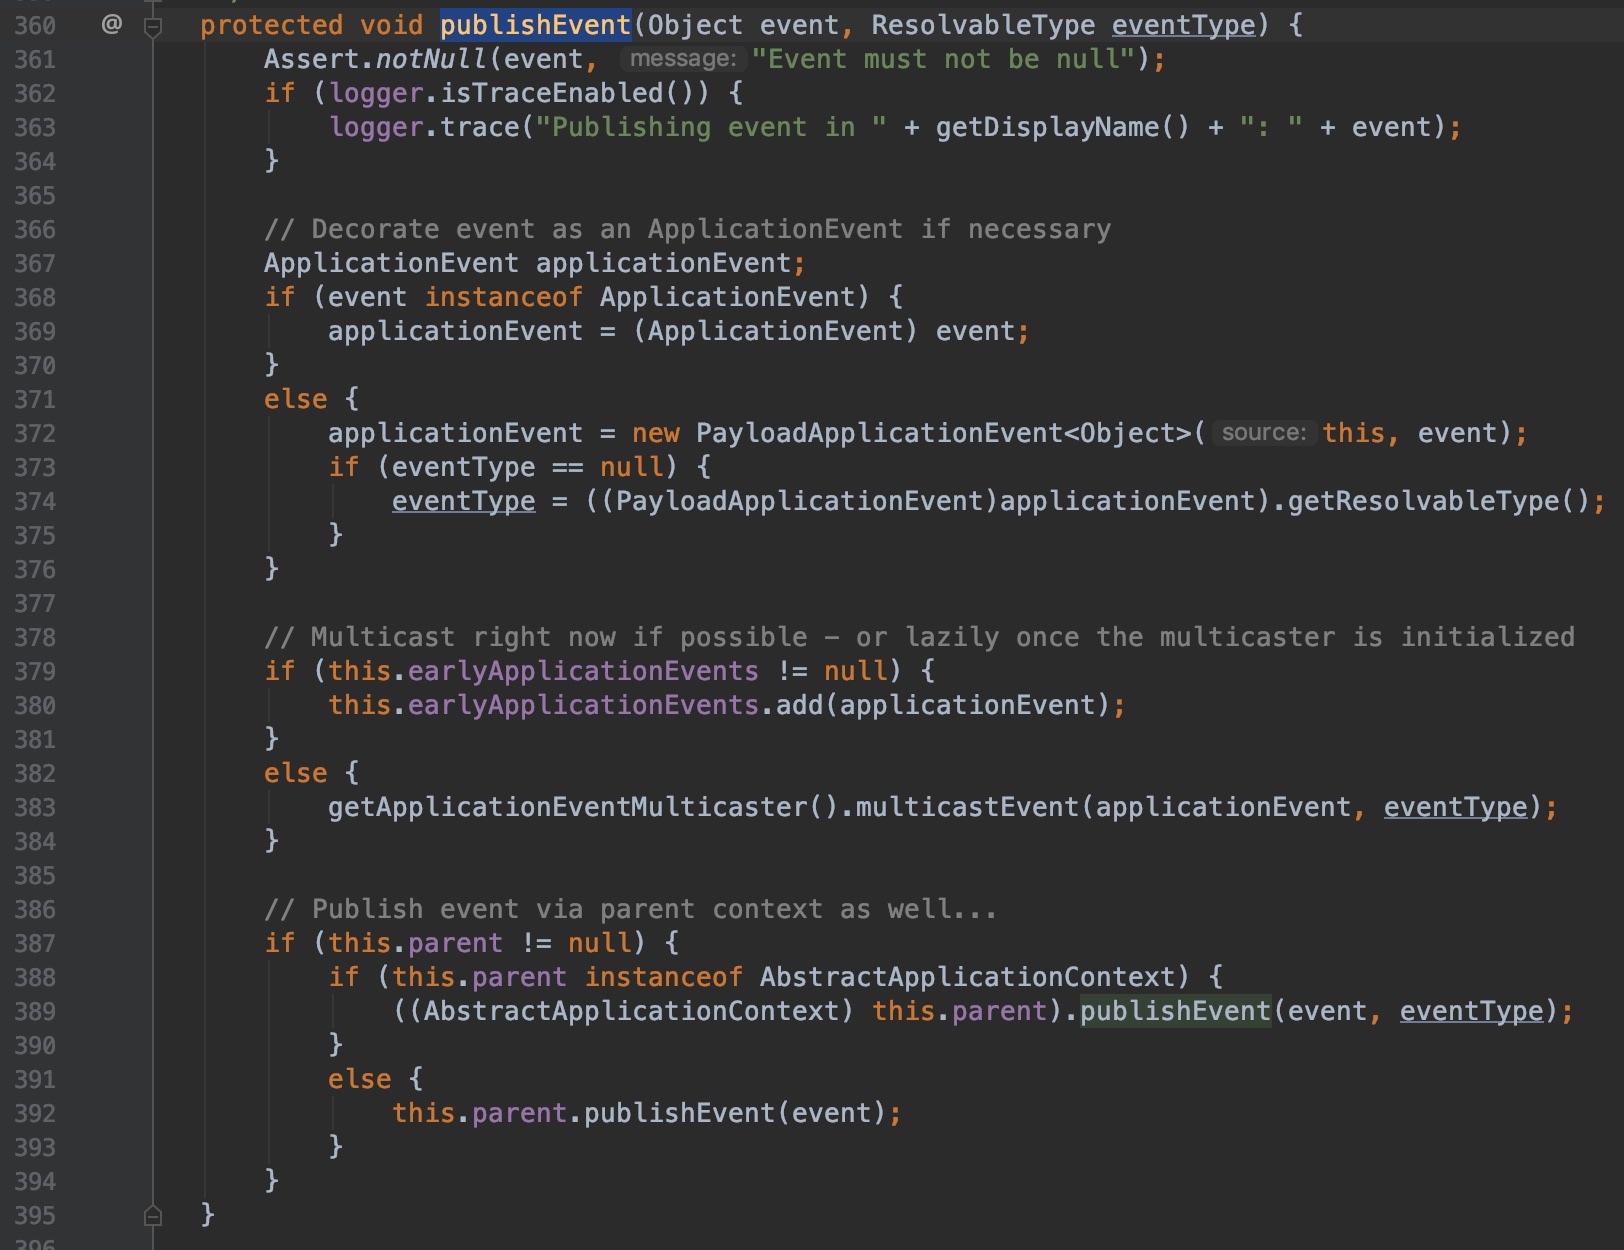 360 @ protected void publishEvent(Object event, ResolvableType eventType) {
361 Assert.notNull(event, message: "Event must not be null");
362 if (logger.isTraceEnabled()) {
363 logger.trace("Publishing event in " + getDisplayName() + ": " + event);
364 }
365
366 // Decorate event as an ApplicationEvent if necessary
367 ApplicationEvent applicationEvent;
368 if (event instanceof ApplicationEvent) {
369 applicationEvent = (ApplicationEvent) event;
370 }
371 else {
372 applicationEvent = new PayloadApplicationEvent<Object>( source: this, event);
373 if (eventType == null) {
374 eventType = ((PayloadApplicationEvent)applicationEvent).getResolvableType();
375 }
376 }
377
378 // Multicast right now if possible - or lazily once the multicaster is initialized
379 if (this.earlyApplicationEvents != null) {
380 this.earlyApplicationEvents.add(applicationEvent);
381 }
382 else {
383 getApplicationEventMulticaster().multicastEvent(applicationEvent, eventType);
384 }
385
386 // Publish event via parent context as well...
387 if (this.parent != null) {
388 if (this.parent instanceof AbstractApplicationContext) {
389 ((AbstractApplicationContext) this.parent).publishEvent(event, eventType);
390 }
391 else {
392 this.parent.publishEvent(event);
393 }
394 }
395 }
396